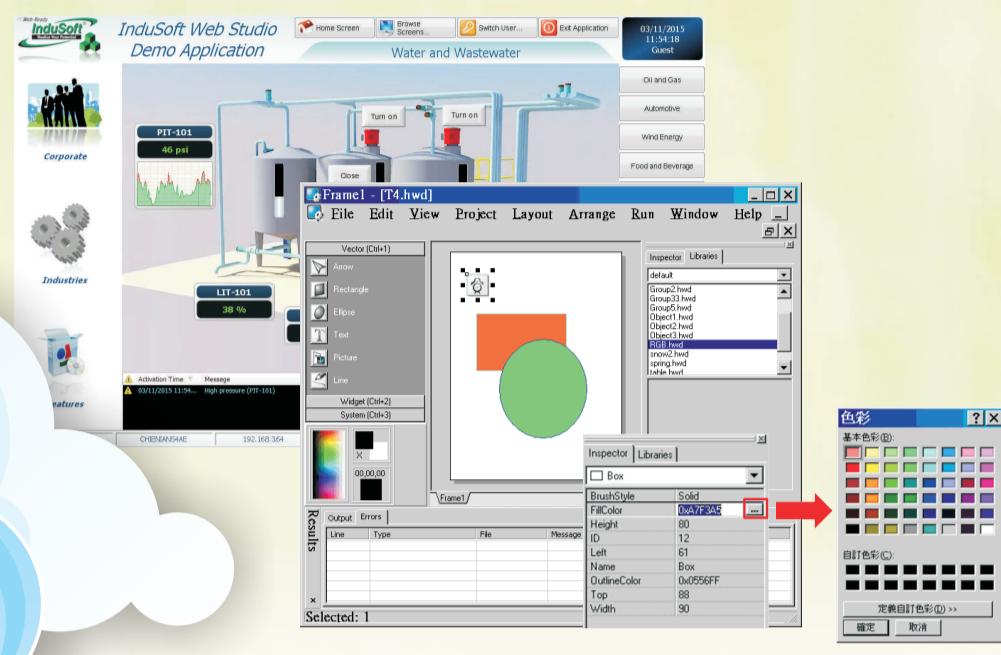 Web-Ready
InduSoft
InduSoft Web Studio
Demo Application
Home Screen
Browse
Screens...
Switch User...
Exit Application
03/11/2015
11:54:18
Guest
Water and Wastewater
Oil and Gas
Automotive
Wind Energy
Food and Beverage
Corporate
Industries
eatures
PIT-101
46 psi
Turn on
Turn on
Close
LIT-101
38 %
Activation Time
Message
03/11/2015 11:54...
High pressure (PIT-101)
CHIENIAN54AE
192.168.3.64
Frame1 - [T4.hwd]
File Edit View Project Layout Arrange Run Window Help
Vector (Ctrl+1)
Arrow
Rectangle
Ellipse
Text
Picture
Line
Widget (Ctrl+2)
System (Ctrl+3)
X
00,00,00
Frame1
Inspector Libraries
default
Group2.hwd
Group33.hwd
Group5.hwd
Object1.hwd
Object2.hwd
Object3.hwd
RGB.hwd
snow2.hwd
spring.hwd
table.hwd
Results
Output Errors
Line Type File Message
Selected: 1
Inspector Libraries
Box
BrushStyle Solid
FillColor 0xA7F3A5 ...
Height 80
ID 12
Left 61
Name Box
OutlineColor 0x0556FF
Top 88
Width 90
色彩
基本色彩(B):
自訂色彩(C):
定義自訂色彩(D) >>
確定 取消